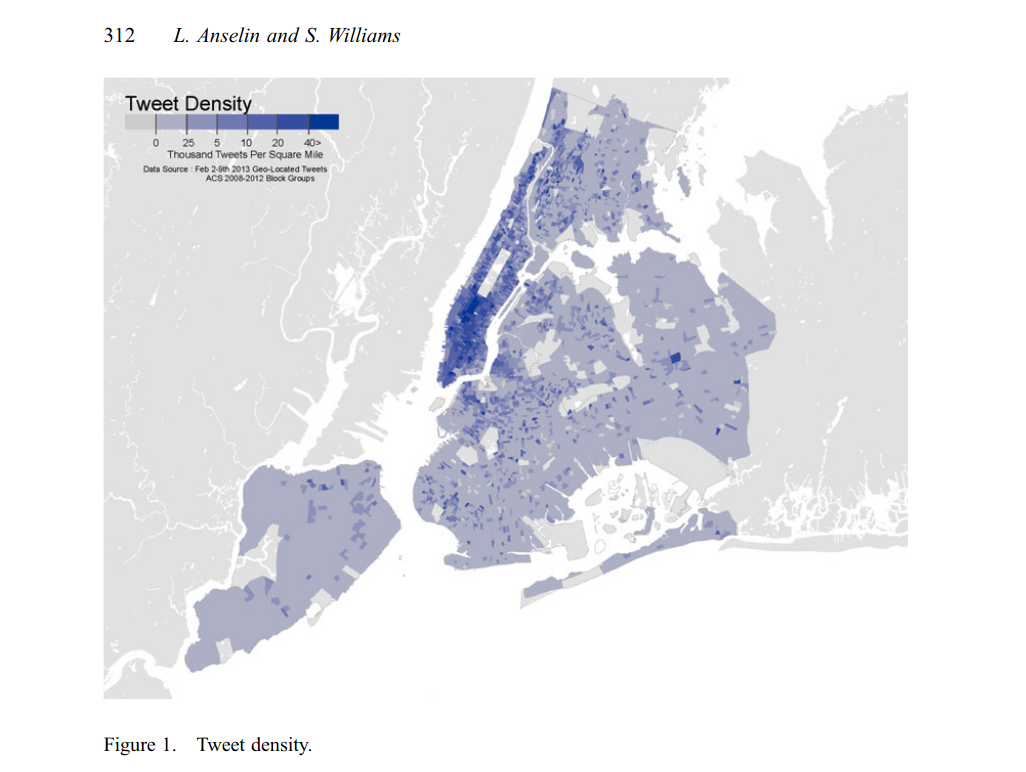 312 L. Anselin and S. Williams
Tweet Density
0 25 5 10 20 40>
Thousand Tweets Per Square Mile
Data Source : Feb 2-9th 2013 Geo-Located Tweets
ACS 2008-2012 Block Groups
Figure 1. Tweet density.